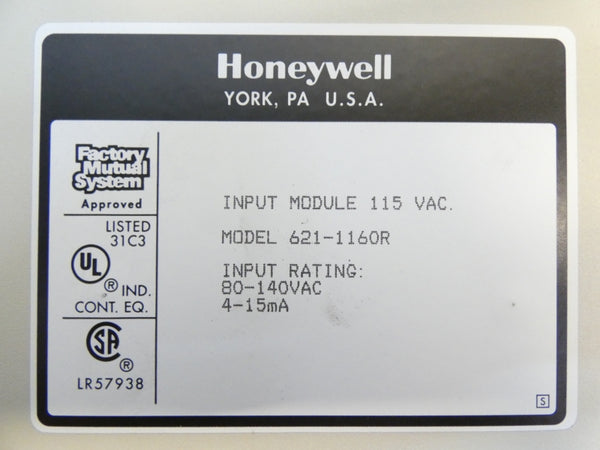 Honeywell
YORK, PA U.S.A.
Factory
Mutual
System
Approved
LISTED
31C3
UL
® IND.
CONT. EQ.
SA
®
LR57938
INPUT MODULE 115 VAC.
MODEL 621-1160R
INPUT RATING:
80-140VAC
4-15mA
S